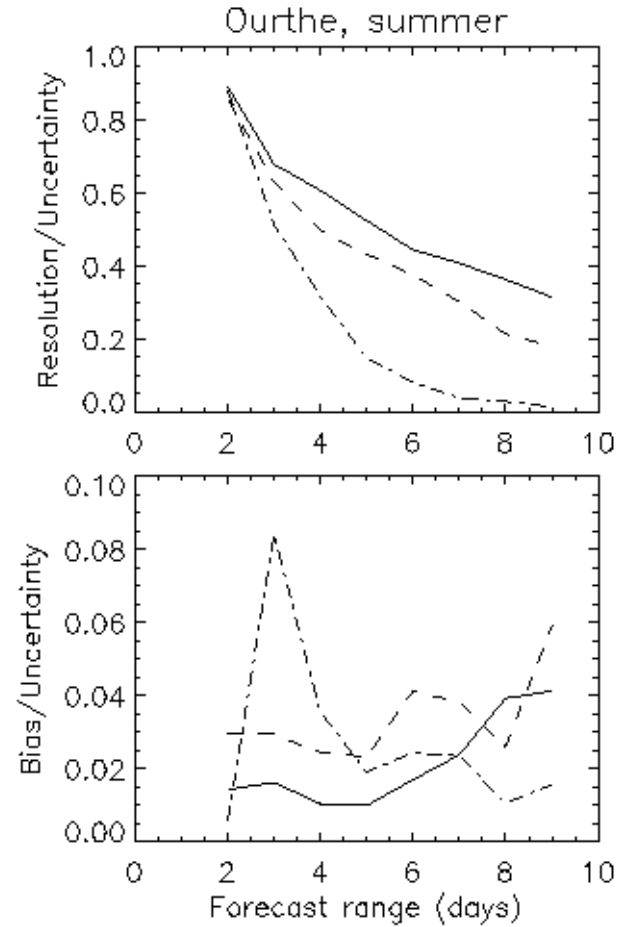 Ourthe, summer
Resolution/Uncertainty
1.0
0.8
0.6
0.4
0.2
0.0
0 2 4 6 8 10
Bias/Uncertainty
0.10
0.08
0.06
0.04
0.02
0.00
0 2 4 6 8 10
Forecast range (days)